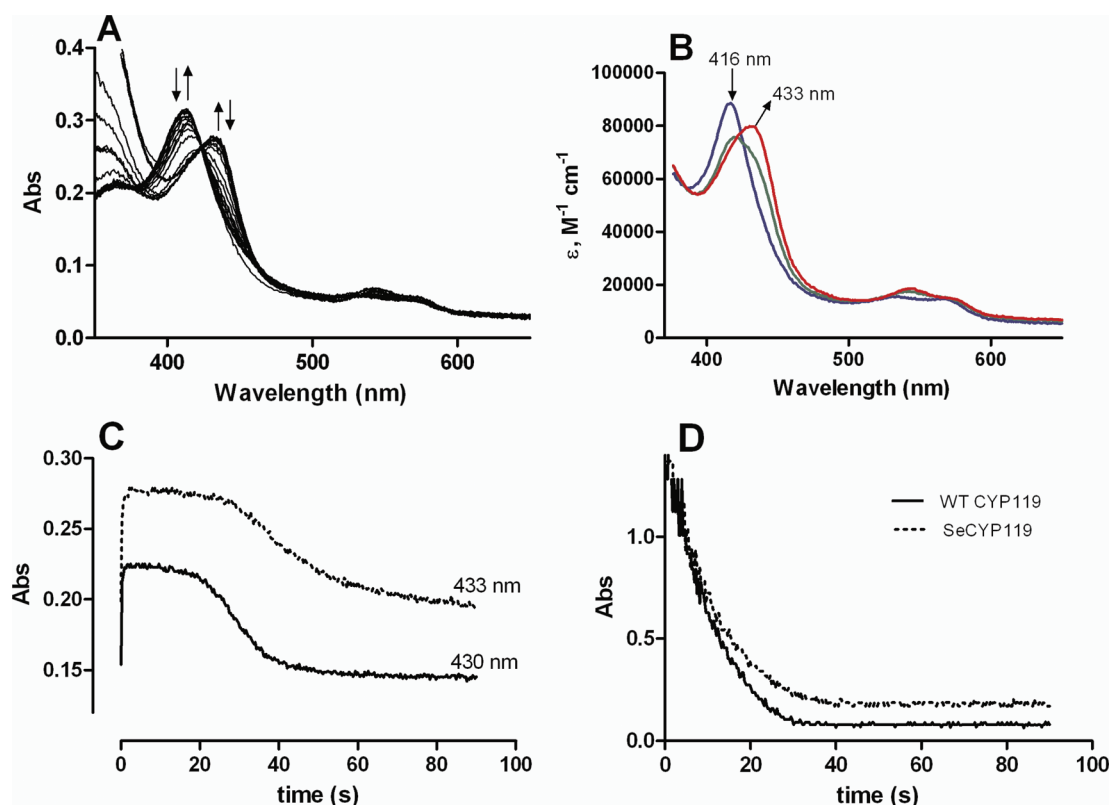 A
0.4
0.3
0.2
0.1
0.0
Abs
400
500
600
Wavelength (nm)
B
416 nm
433 nm
100000
80000
60000
40000
20000
0
ε, M⁻¹ cm⁻¹
400
500
600
Wavelength (nm)
C
0.30
0.25
0.20
0.15
Abs
433 nm
430 nm
0
20
40
60
80
100
time (s)
D
1.0
0.5
0.0
Abs
WT CYP119
SeCYP119
0
20
40
60
80
100
time (s)